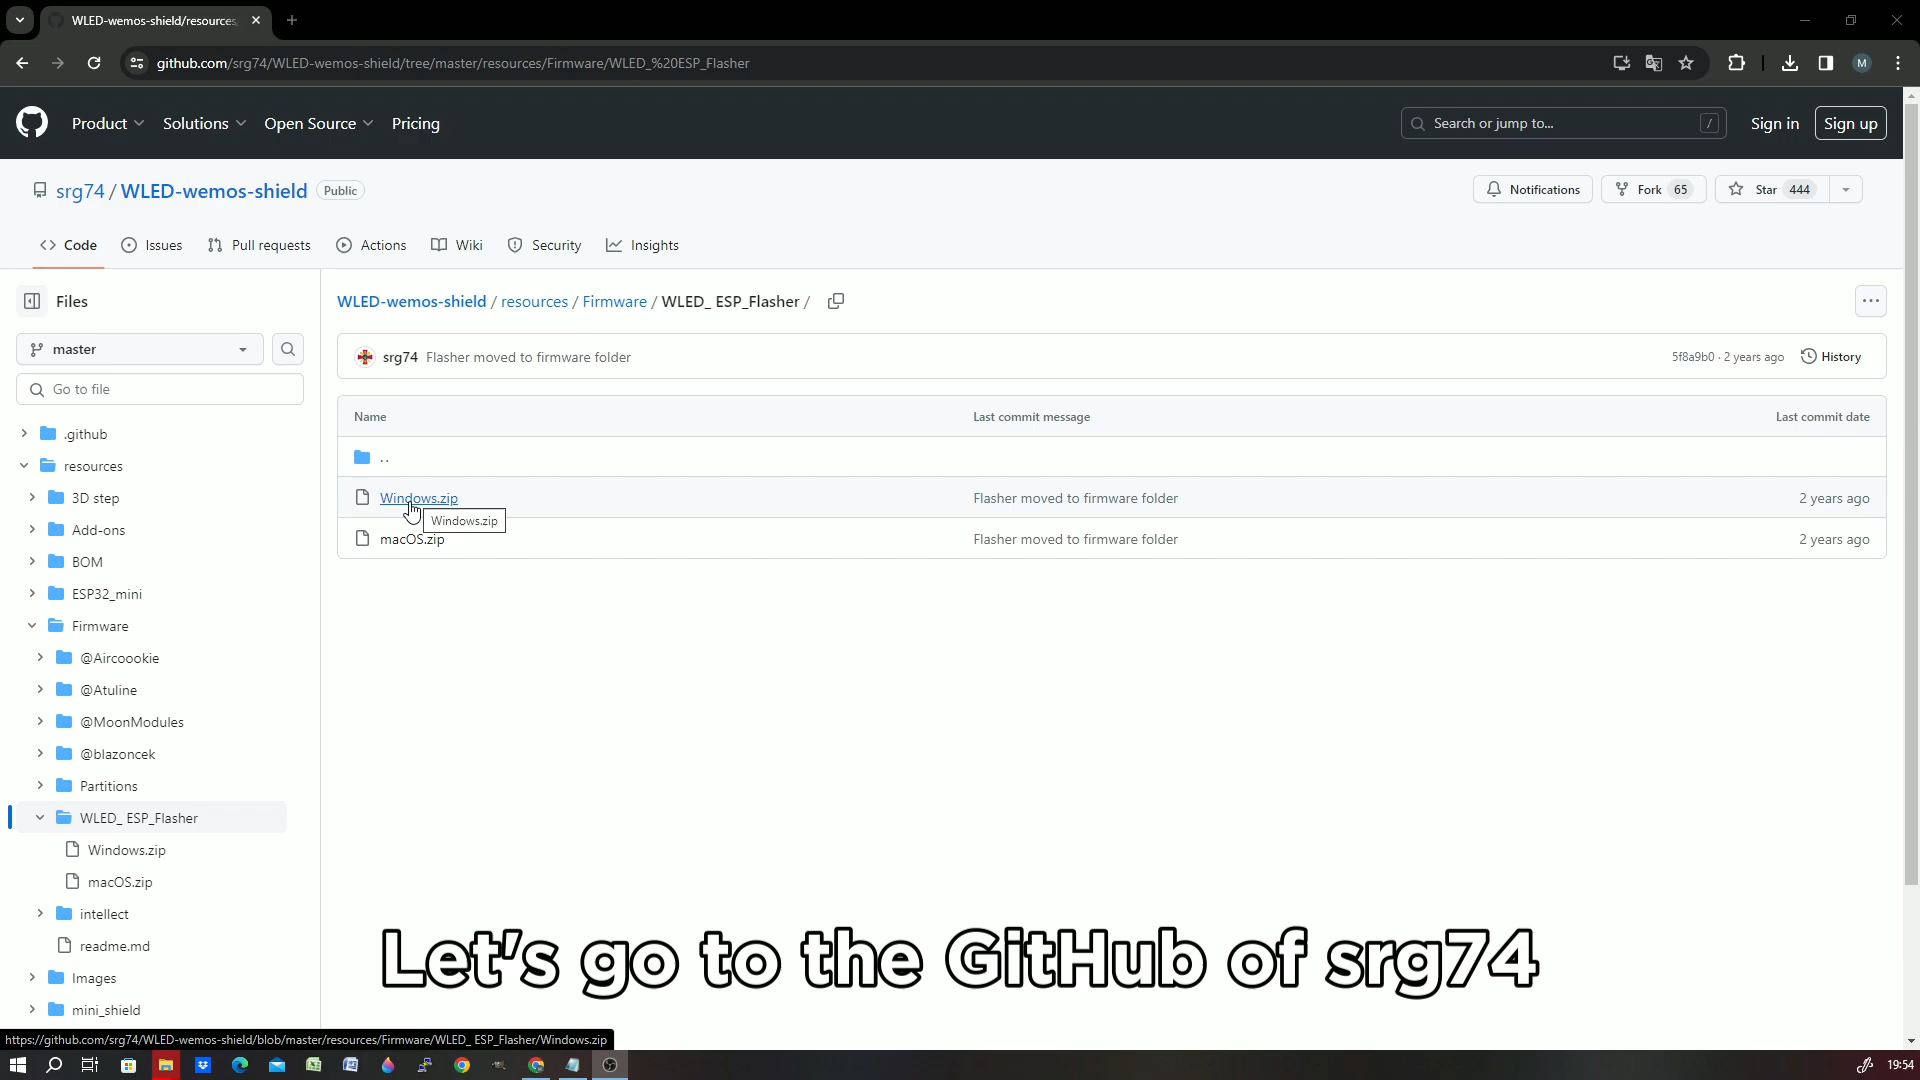 WLED-wemos-shield/resources
github.com/srg74/WLED-wemos-shield/tree/master/resources/Firmware/WLED_%20ESP_Flasher
M
Product
Solutions
Open Source
Pricing
Search or jump to...
/
Sign in
Sign up
srg74 / WLED-wemos-shield
Public
Notifications
Fork 65
Star 444
Code
Issues
Pull requests
Actions
Wiki
Security
Insights
Files
WLED-wemos-shield / resources / Firmware / WLED_ ESP_Flasher /
master
srg74 Flasher moved to firmware folder
5f8a9b0 · 2 years ago
History
Go to file
Name
Last commit message
Last commit date
..
Windows.zip
Flasher moved to firmware folder
2 years ago
Windows.zip
macOS.zip
Flasher moved to firmware folder
2 years ago
.github
resources
3D step
Add-ons
BOM
ESP32_mini
Firmware
@Aircoookie
@Atuline
@MoonModules
@blazoncek
Partitions
WLED_ ESP_Flasher
Windows.zip
macOS.zip
intellect
readme.md
Images
mini_shield
Let's go to the GitHub of srg74
https://github.com/srg74/WLED-wemos-shield/blob/master/resources/Firmware/WLED_ ESP_Flasher/Windows.zip
19:54